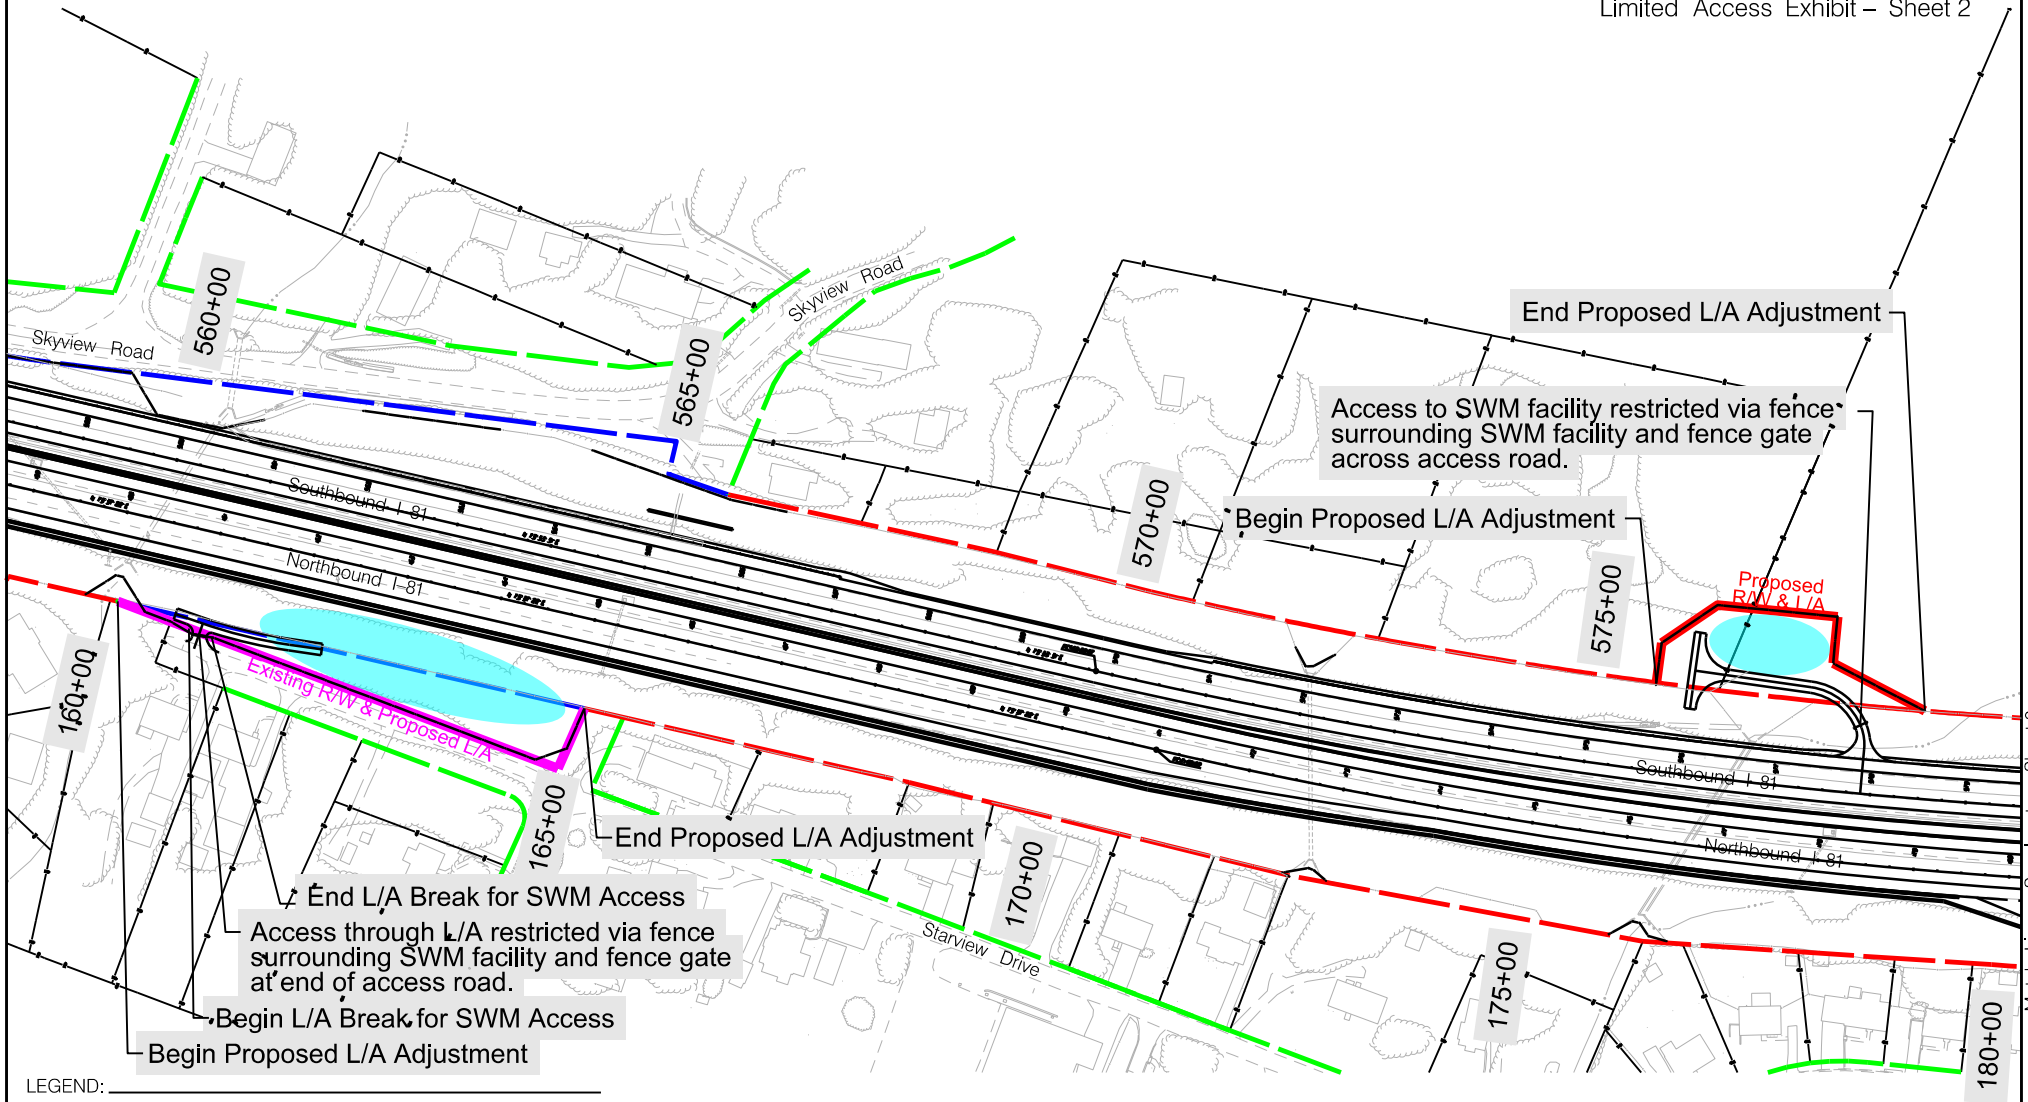 Limited Access Exhibit – Sheet 2
Skyview Road
560+00
565+00
Skyview Road
End Proposed L/A Adjustment
Access to SWM facility restricted via fence
surrounding SWM facility and fence gate
across access road.
Begin Proposed L/A Adjustment
570+00
575+00
Proposed
R/W & L/A
Southbound I-81
Northbound I-81
160+00
Existing R/W & Proposed L/A
165+00
End Proposed L/A Adjustment
Southbound I-81
Northbound I-81
170+00
175+00
180+00
Starview Drive
End L/A Break for SWM Access
Access through L/A restricted via fence
surrounding SWM facility and fence gate
at end of access road.
Begin L/A Break for SWM Access
Begin Proposed L/A Adjustment
LEGEND: